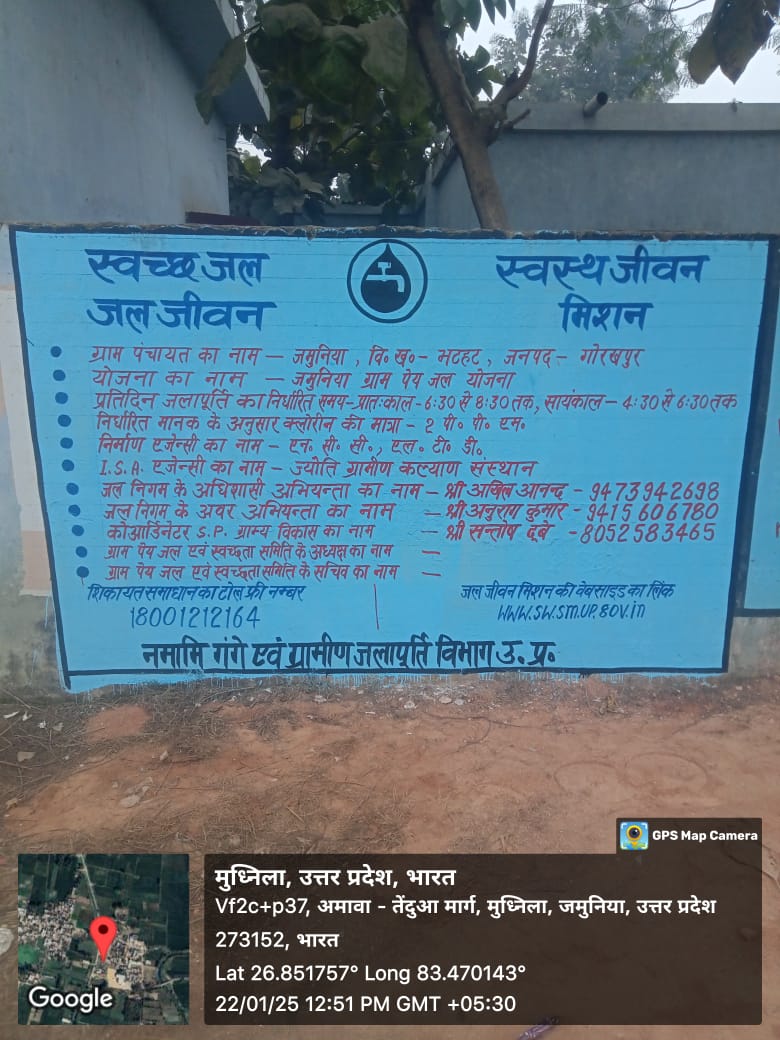 स्वच्छ जल
स्वस्थ जीवन
जल जीवन
मिशन
ग्राम पंचायत का नाम – जमुनिया , वि० ख०- भटहट , जनपद – गोरखपुर
योजना का नाम – जमुनिया ग्राम पेय जल योजना
प्रतिदिन जलापूर्ति का निर्धारित समय-प्रातःकाल-6:30 से 8:30 तक, सायंकाल – 4:30 से 6:30 तक
निर्धारित मानक के अनुसार क्लोरीन की मात्रा – 2 पी० पी० एम०
निर्माण एजेन्सी का नाम – एन० सी० सी०, एल० टी० डी०
I.S.A. एजेन्सी का नाम – ज्योति ग्रामीण कल्याण संस्थान
जल निगम के अधिशासी अभियन्ता का नाम – श्री अखिल आनन्द – 9473942698
जल निगम के अवर अभियन्ता का नाम – श्री अनुराग कुमार – 9415606780
कोआर्डिनेटर S.P. ग्राम्य विकास का नाम – श्री सन्तोष दूबे – 8052583465
ग्राम पेय जल एवं स्वच्छता समिति के अध्यक्ष का नाम –
ग्राम पेय जल एवं स्वच्छता समिति के सचिव का नाम –
शिकायत समाधान का टोल फ्री नम्बर
18001212164
जल जीवन मिशन की वेबसाइड का लिंक
WWW.SW.SM.UP.GOV.in
नमामि गंगे एवं ग्रामीण जलापूर्ति विभाग उ. प्र.
GPS Map Camera
मुध्निला, उत्तर प्रदेश, भारत
Vf2c+p37, अमावा - तेंदुआ मार्ग, मुध्निला, जमुनिया, उत्तर प्रदेश
273152, भारत
Lat 26.851757° Long 83.470143°
22/01/25 12:51 PM GMT +05:30
Google